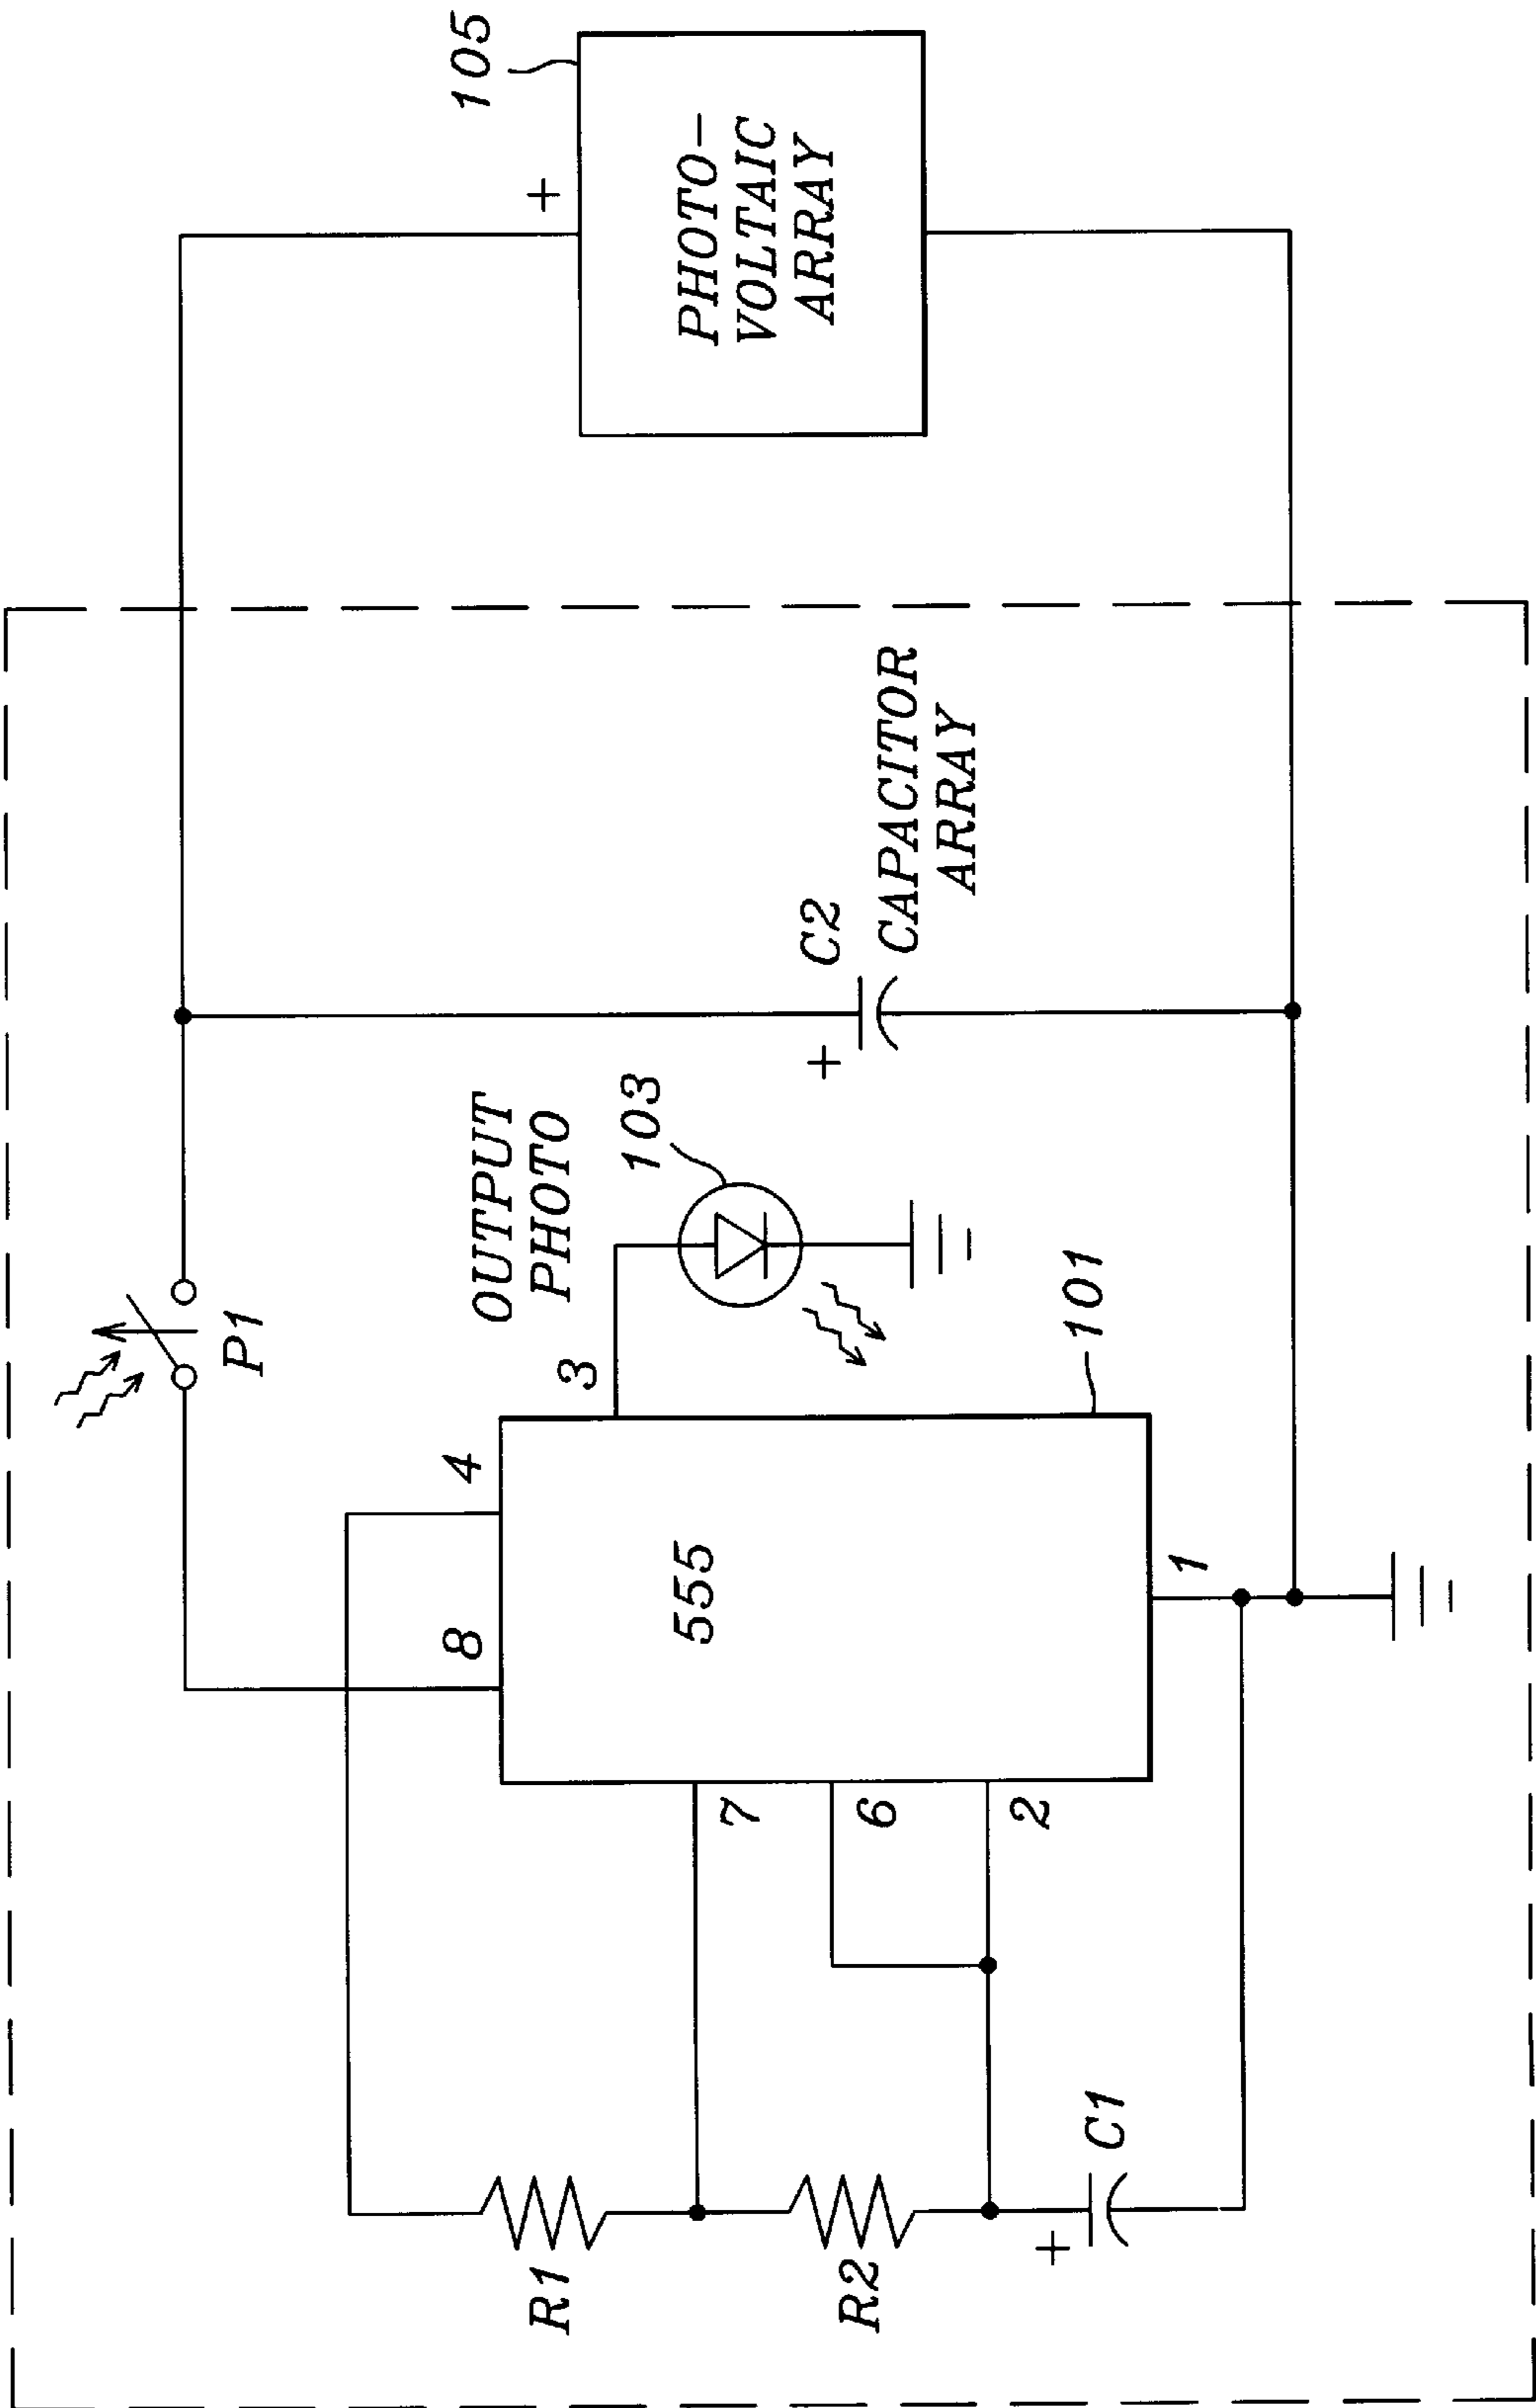 105
+
PHOTO-
VOLTAIC
ARRAY
P1
OUTPUT
PHOTO
103
+
C2
CAPACITOR
ARRAY
8
4
3
555
101
7
6
2
1
R1
R2
+
C1